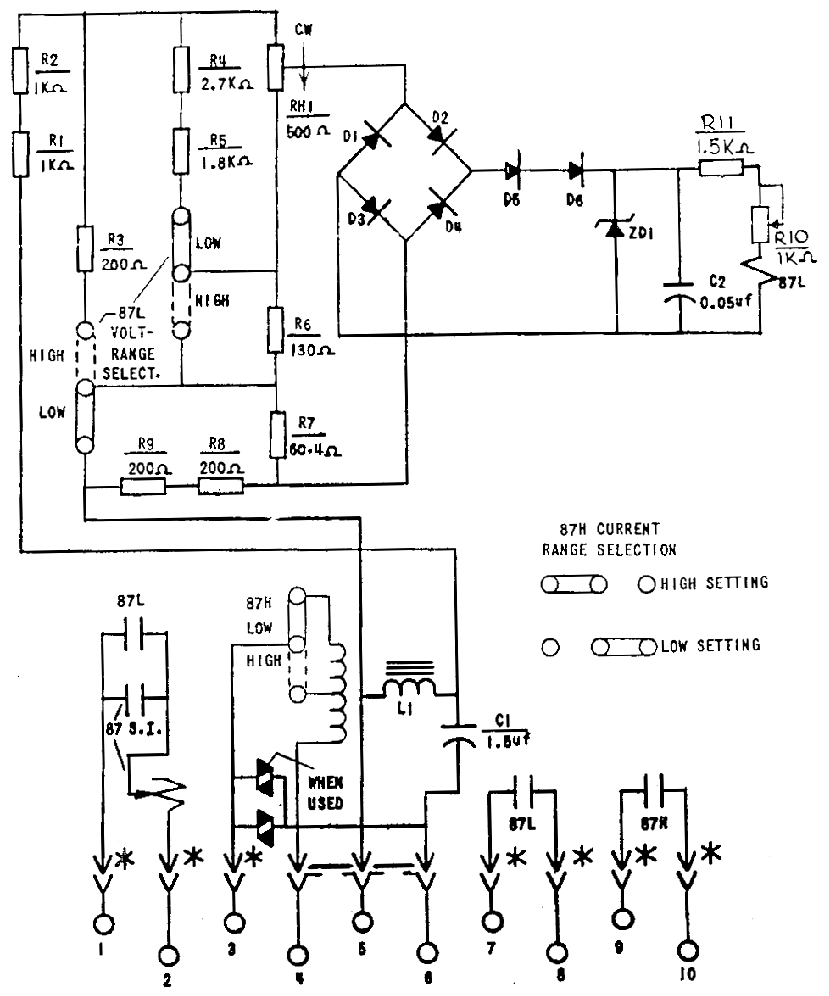 CW
R2
1KΩ
R4
2.7KΩ
RH1
500Ω
D1
D2
R11
1.5KΩ
R1
1KΩ
R5
1.8KΩ
D3
D4
D5
D6
ZD1
R10
1KΩ
87L
R3
200Ω
LOW
HIGH
C2
0.05uf
87L
VOLT-
RANGE
SELECT.
R6
130Ω
HIGH
LOW
R7
60.4Ω
R9
200Ω
R8
200Ω
87H CURRENT
RANGE SELECTION
HIGH SETTING
LOW SETTING
87L
87H
LOW
HIGH
87 S.I.
L1
C1
1.5uf
WHEN
USED
87L
87H
1
2
3
4
5
6
7
8
9
10